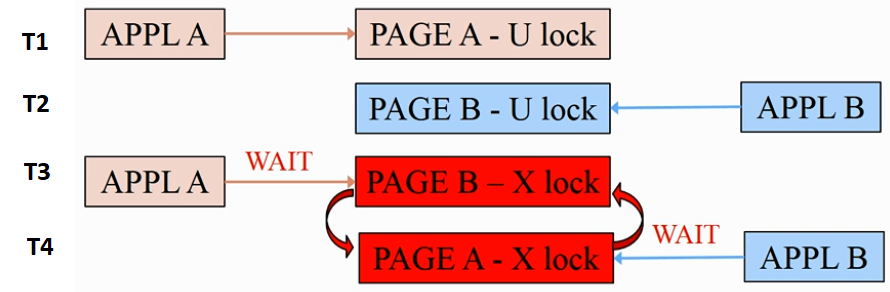 T1 APPL A PAGE A - U lock
T2 PAGE B - U lock APPL B
T3 APPL A WAIT PAGE B – X lock
T4 PAGE A - X lock WAIT APPL B